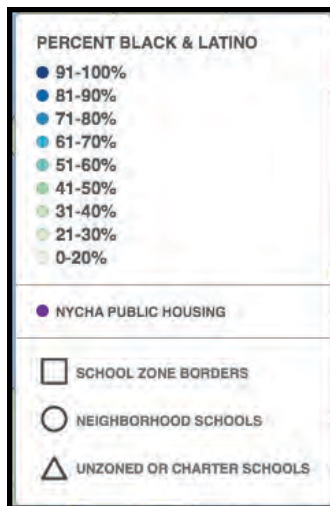 PERCENT BLACK & LATINO
91-100%
81-90%
71-80%
61-70%
51-60%
41-50%
31-40%
21-30%
0-20%
NYCHA PUBLIC HOUSING
SCHOOL ZONE BORDERS
NEIGHBORHOOD SCHOOLS
UNZONED OR CHARTER SCHOOLS